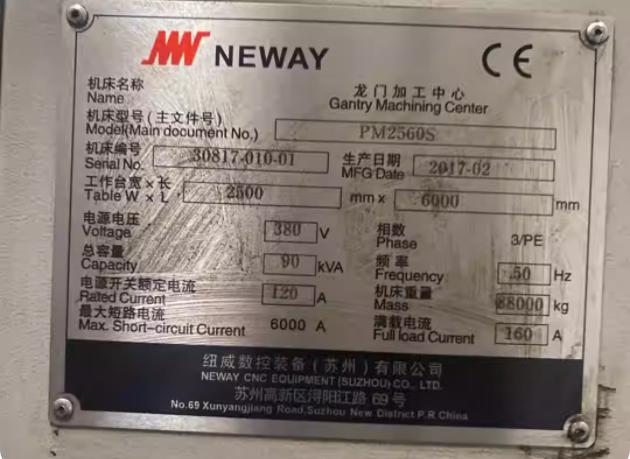 NEWAY CE
机床名称 龙门加工中心
Name Gantry Machining Center
机床型号(主文件号)
Model(Main document No.) PM2560S
机床编号 生产日期
Serial No. 30817-010-01 MFG Date 2017-02
工作台宽×长
Table W × L 2500 mm × 6000 mm
电源电压 相数
Voltage 380 V Phase 3/PE
总容量 频率
Capacity 90 kVA Frequency 50 Hz
电源开关额定电流 机床重量
Rated Current 120 A Mass 88000 kg
最大短路电流 满载电流
Max. Short-circuit Current 6000 A Full load Current 160 A
纽威数控装备(苏州)有限公司
NEWAY CNC EQUIPMENT (SUZHOU) CO., LTD.
苏州高新区浔阳江路 69 号
No.69 Xunyangjiang Road,Suzhou New District P.R.China